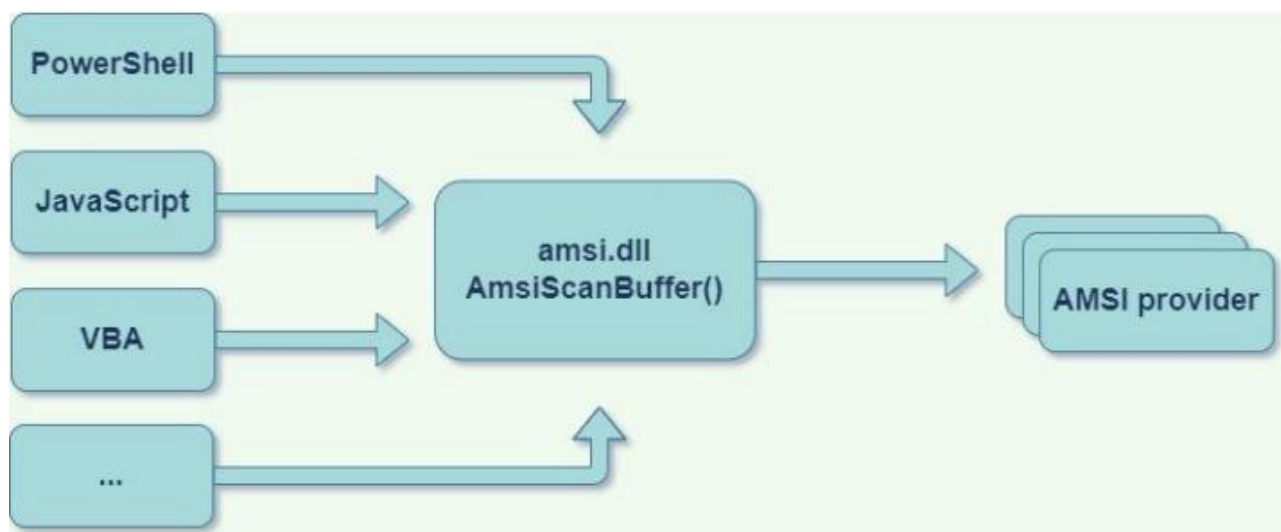 PowerShell
JavaScript
VBA
...
amsi.dll
AmsiScanBuffer()
AMSI provider